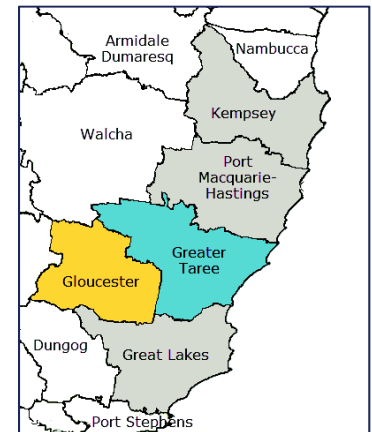 Armidale
Dumaresq
Nambucca
Kempsey
Walcha
Port
Macquarie-
Hastings
Greater
Taree
Gloucester
Dungog
Great Lakes
Port Stephens